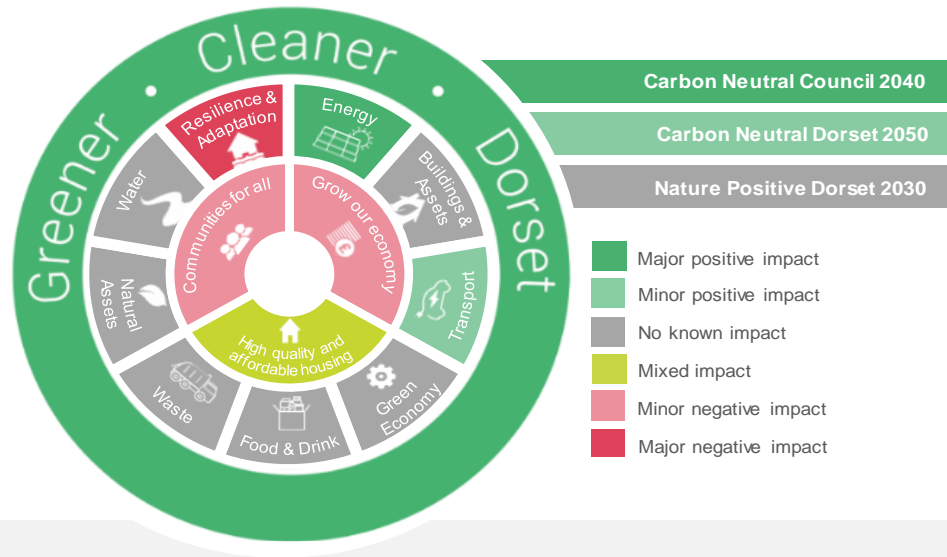 Greener • Cleaner • Dorset
Resilience &
Adaptation
Energy
Buildings &
Assets
Transport
Green
Economy
Food & Drink
Waste
Natural
Assets
Water
Communities for all
Grow our economy
High quality and
affordable housing
£
Carbon Neutral Council 2040
Carbon Neutral Dorset 2050
Nature Positive Dorset 2030
Major positive impact
Minor positive impact
No known impact
Mixed impact
Minor negative impact
Major negative impact